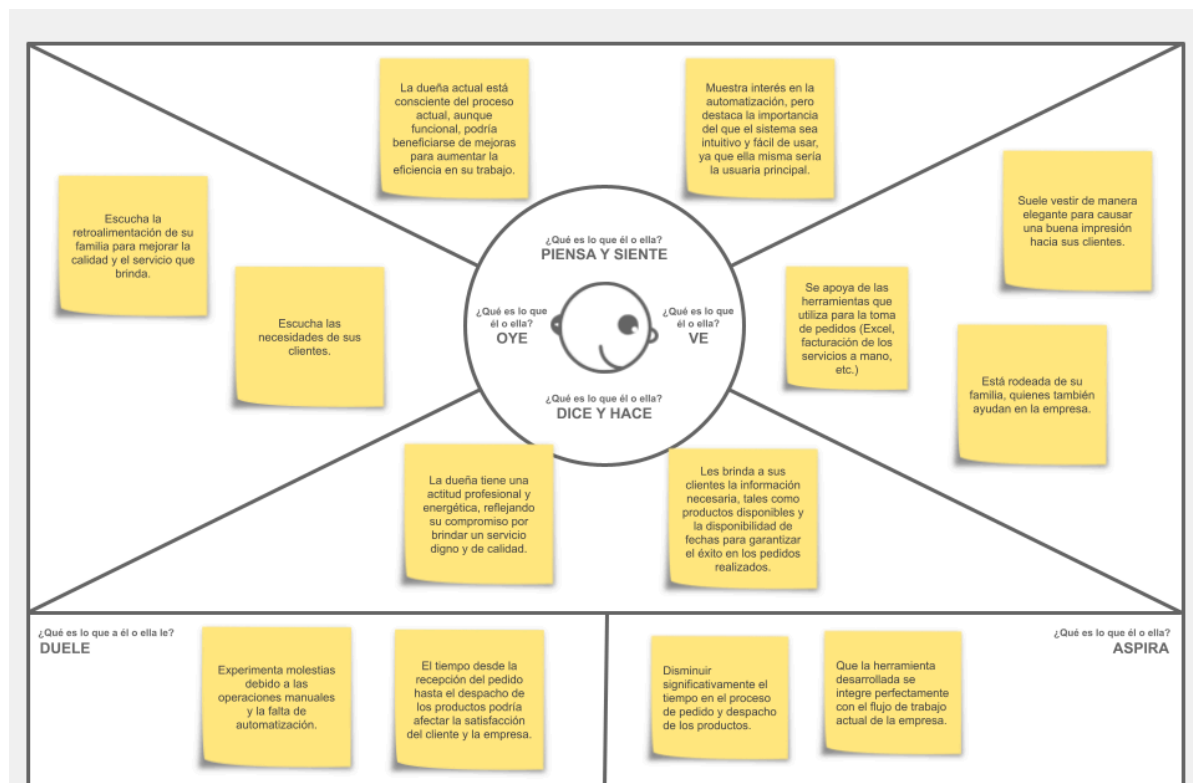 La dueña actual está
consciente del proceso
actual, aunque
funcional, podría
beneficiarse de mejoras
para aumentar la
eficiencia en su trabajo.
Muestra interés en la
automatización, pero
destaca la importancia
del que el sistema sea
intuitivo y fácil de usar,
ya que ella misma sería
la usuaria principal.
Escucha la
retroalimentación de su
familia para mejorar la
calidad y el servicio que
brinda.
Escucha las
necesidades de sus
clientes.
¿Qué es lo que él o ella?
PIENSA Y SIENTE
¿Qué es lo que
él o ella?
OYE
¿Qué es lo que
él o ella?
VE
¿Qué es lo que él o ella?
DICE Y HACE
Suele vestir de manera
elegante para causar
una buena impresión
hacia sus clientes.
Se apoya de las
herramientas que
utiliza para la toma
de pedidos (Excel,
facturación de los
servicios a mano,
etc.)
Está rodeada de su
familia, quienes también
ayudan en la empresa.
La dueña tiene una
actitud profesional y
energética, reflejando
su compromiso por
brindar un servicio
digno y de calidad.
Les brinda a sus
clientes la información
necesaria, tales como
productos disponibles y
la disponibilidad de
fechas para garantizar
el éxito en los pedidos
realizados.
¿Qué es lo que a él o ella le?
DUELE
Experimenta molestias
debido a las
operaciones manuales
y la falta de
automatización.
El tiempo desde la
recepción del pedido
hasta el despacho de
los productos podría
afectar la satisfacción
del cliente y la empresa.
¿Qué es lo que él o ella?
ASPIRA
Disminuir
significativamente el
tiempo en el proceso
de pedido y despacho
de los productos.
Que la herramienta
desarrollada se
integre perfectamente
con el flujo de trabajo
actual de la empresa.